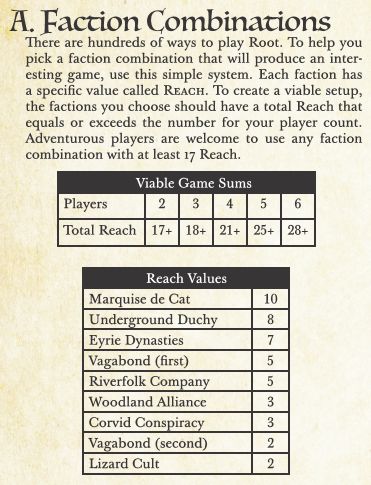 A. Faction Combinations
There are hundreds of ways to play Root. To help you
pick a faction combination that will produce an inter-
esting game, use this simple system. Each faction has
a specific value called Reach. To create a viable setup,
the factions you choose should have a total Reach that
equals or exceeds the number for your player count.
Adventurous players are welcome to use any faction
combination with at least 17 Reach.
Viable Game Sums
Players 2 3 4 5 6
Total Reach 17+ 18+ 21+ 25+ 28+
Reach Values
Marquise de Cat 10
Underground Duchy 8
Eyrie Dynasties 7
Vagabond (first) 5
Riverfolk Company 5
Woodland Alliance 3
Corvid Conspiracy 3
Vagabond (second) 2
Lizard Cult 2